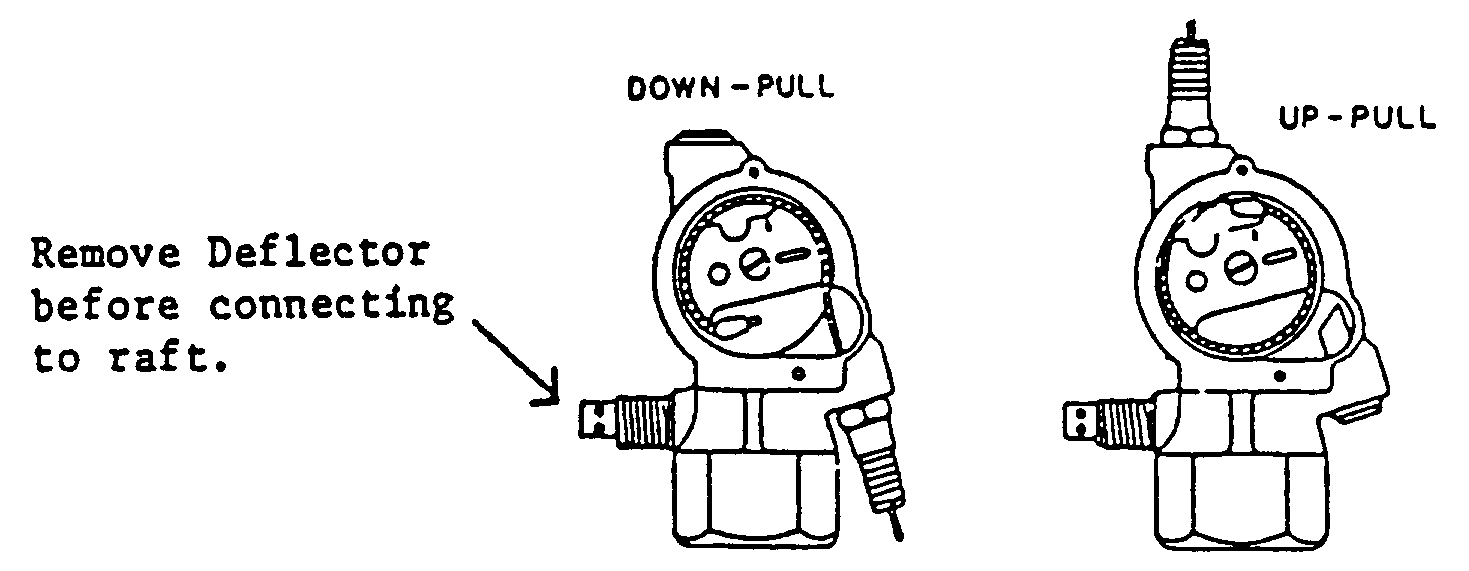 DOWN-PULL
UP-PULL
Remove Deflector
before connecting
to raft.